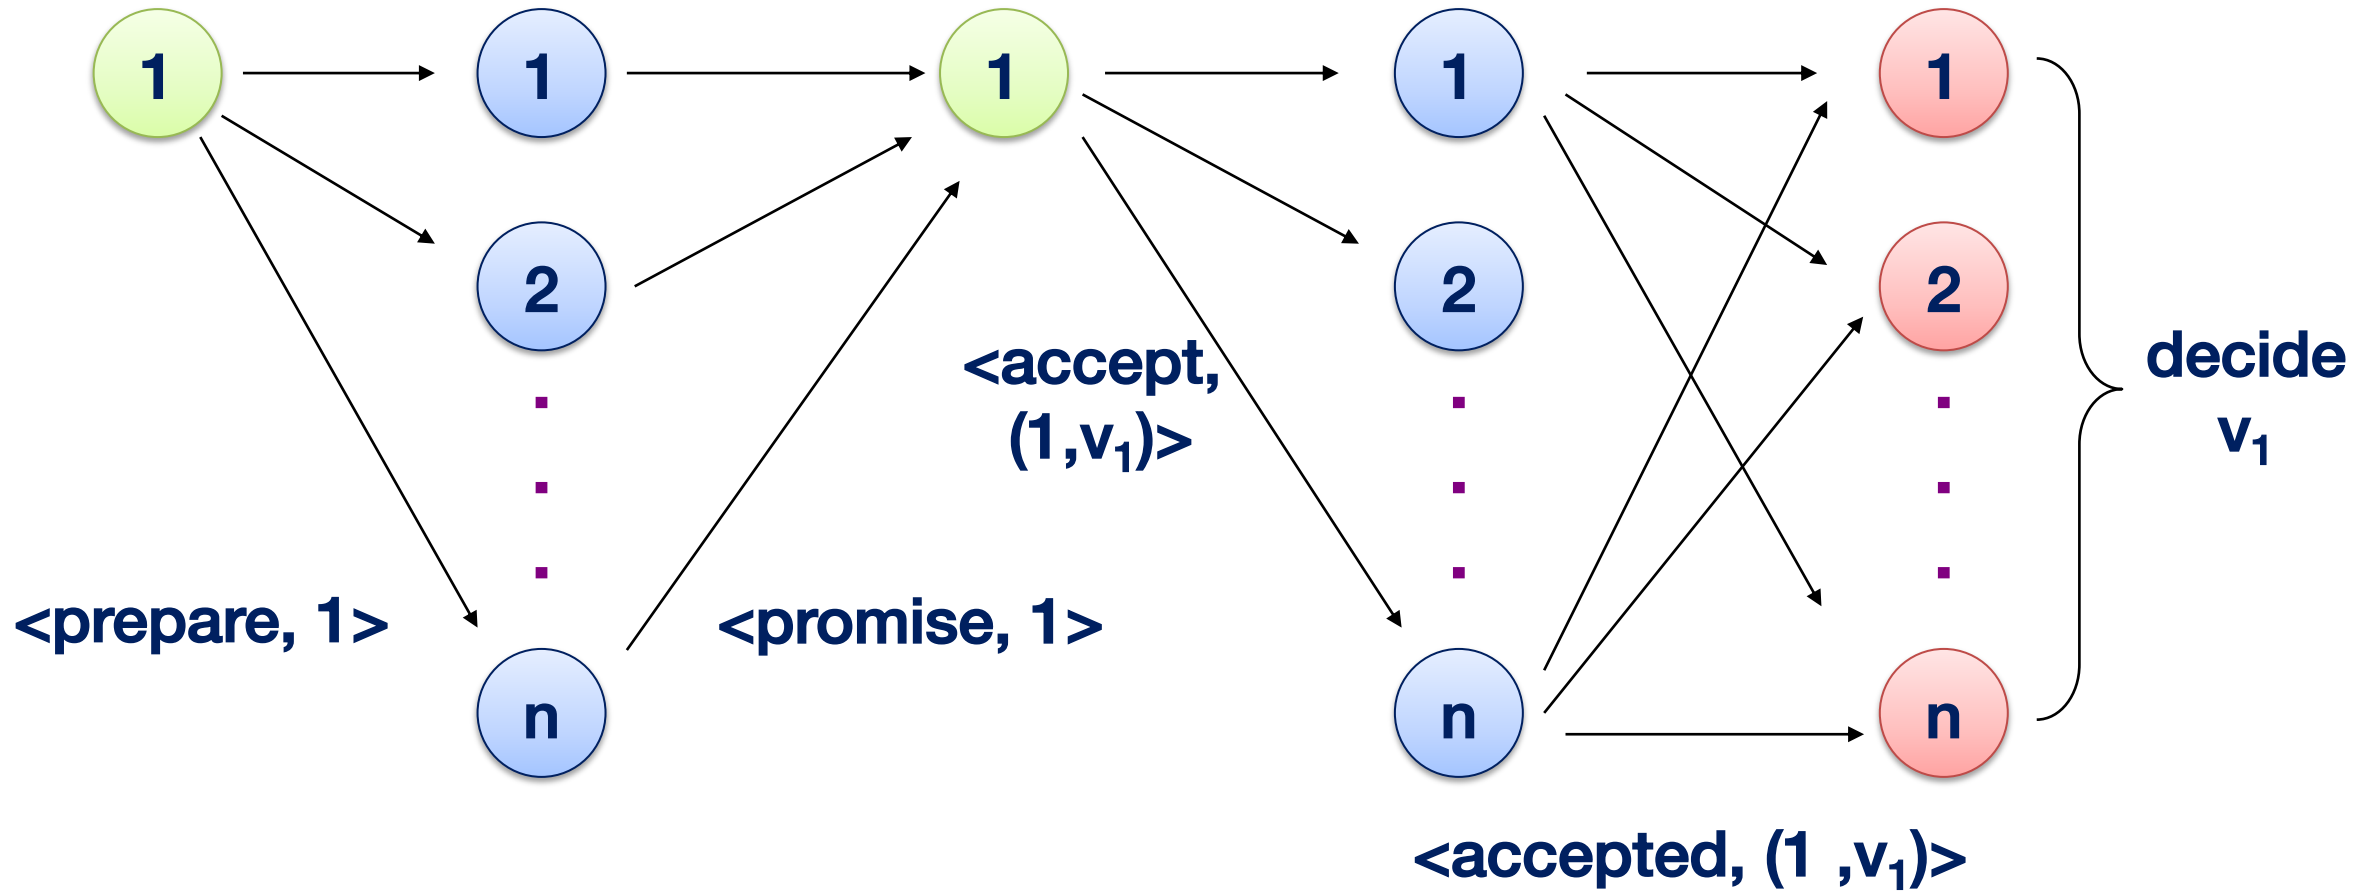 1 1 1 1 1
2 2 2
<accept,
(1,v₁)>
decide
v₁
<prepare, 1>
<promise, 1>
n n n
<accepted, (1 ,v₁)>